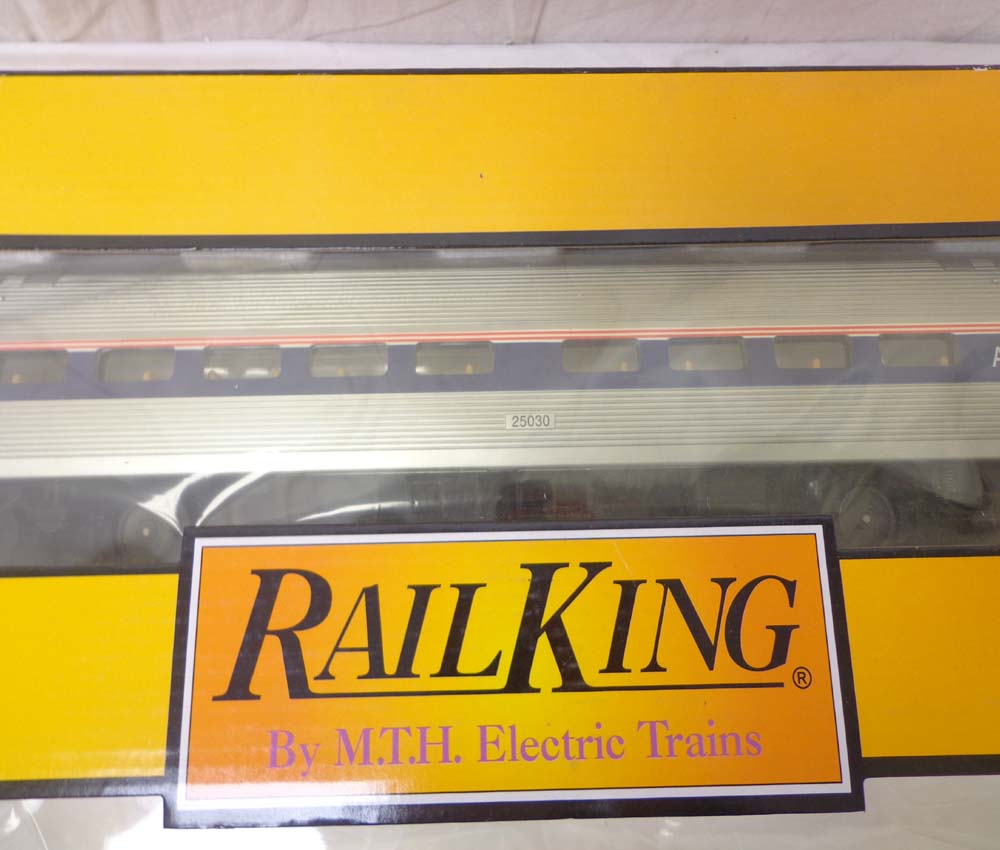 25030
RAILKING®
By M.T.H. Electric Trains